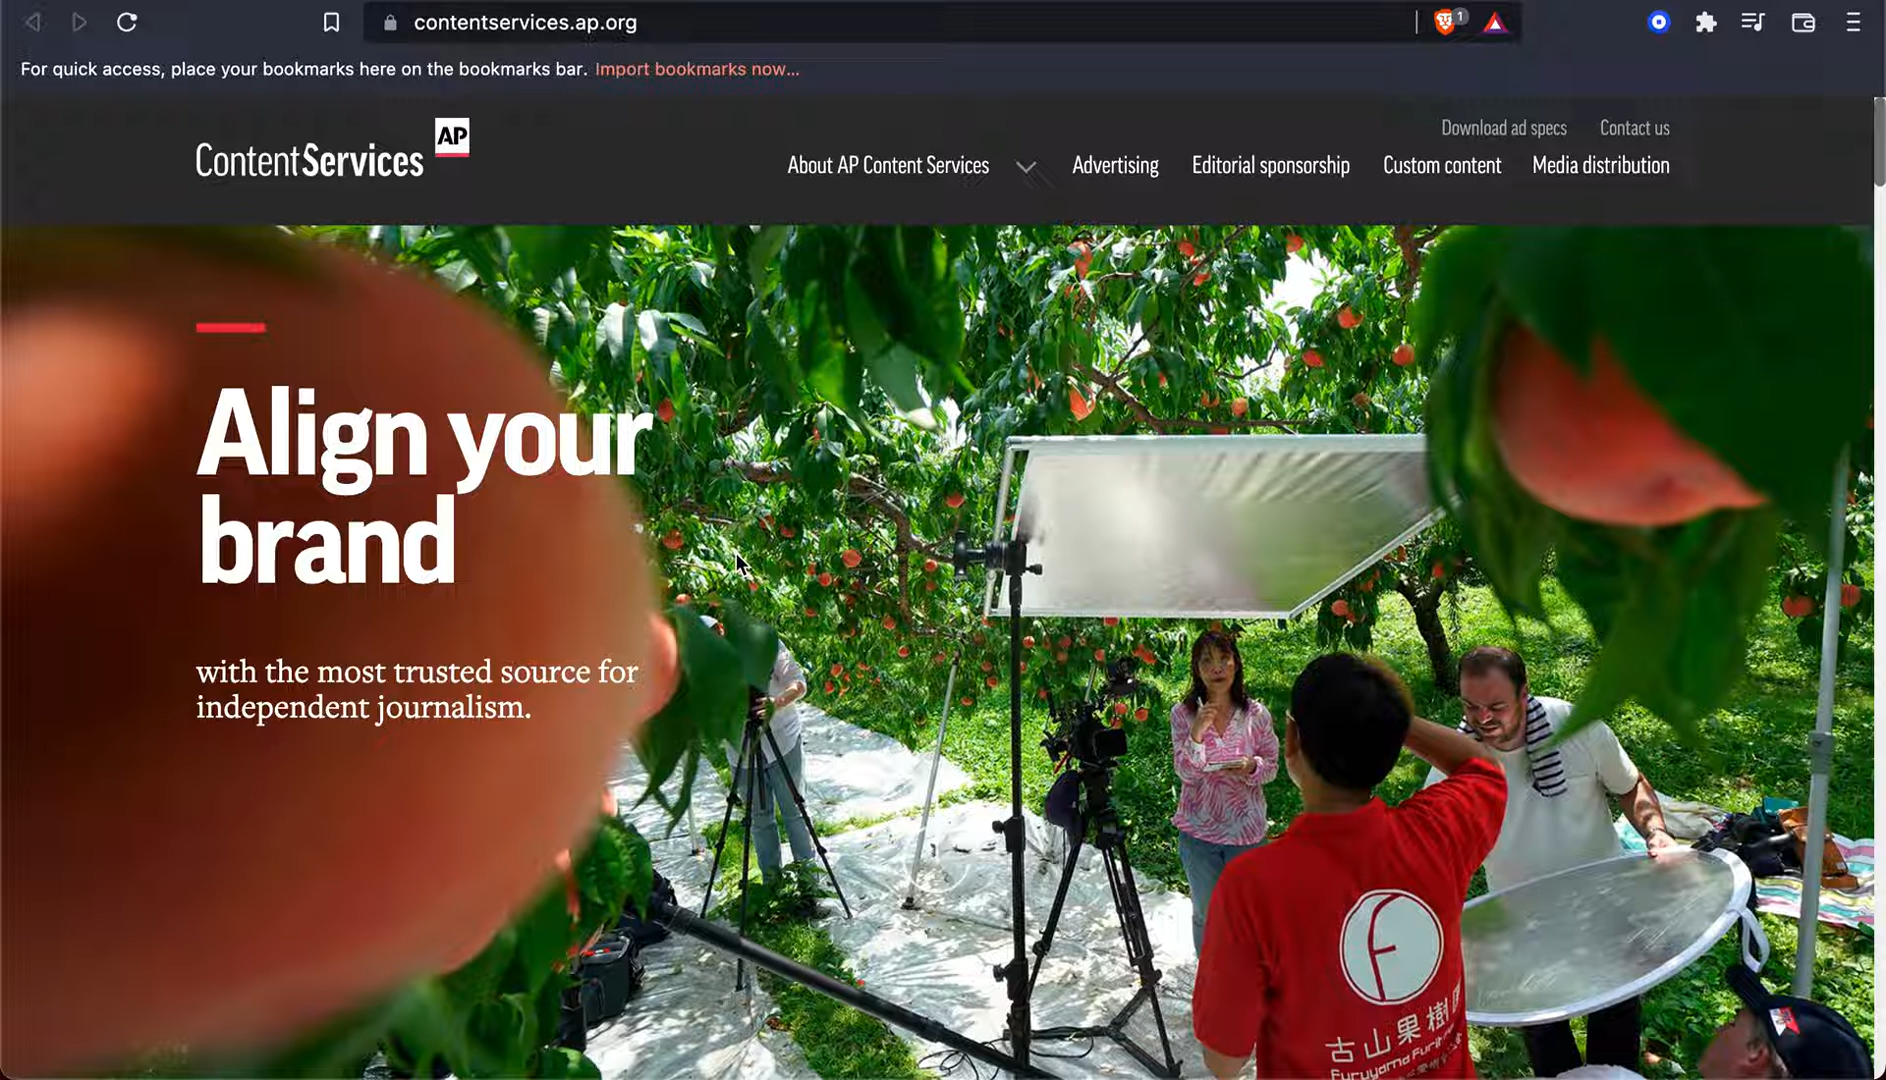 contentservices.ap.org
1
For quick access, place your bookmarks here on the bookmarks bar. Import bookmarks now...
Download ad specs
Contact us
ContentServices
AP
About AP Content Services
Advertising
Editorial sponsorship
Custom content
Media distribution
Align your
brand
with the most trusted source for
independent journalism.
F
古山果樹園
Furuyama